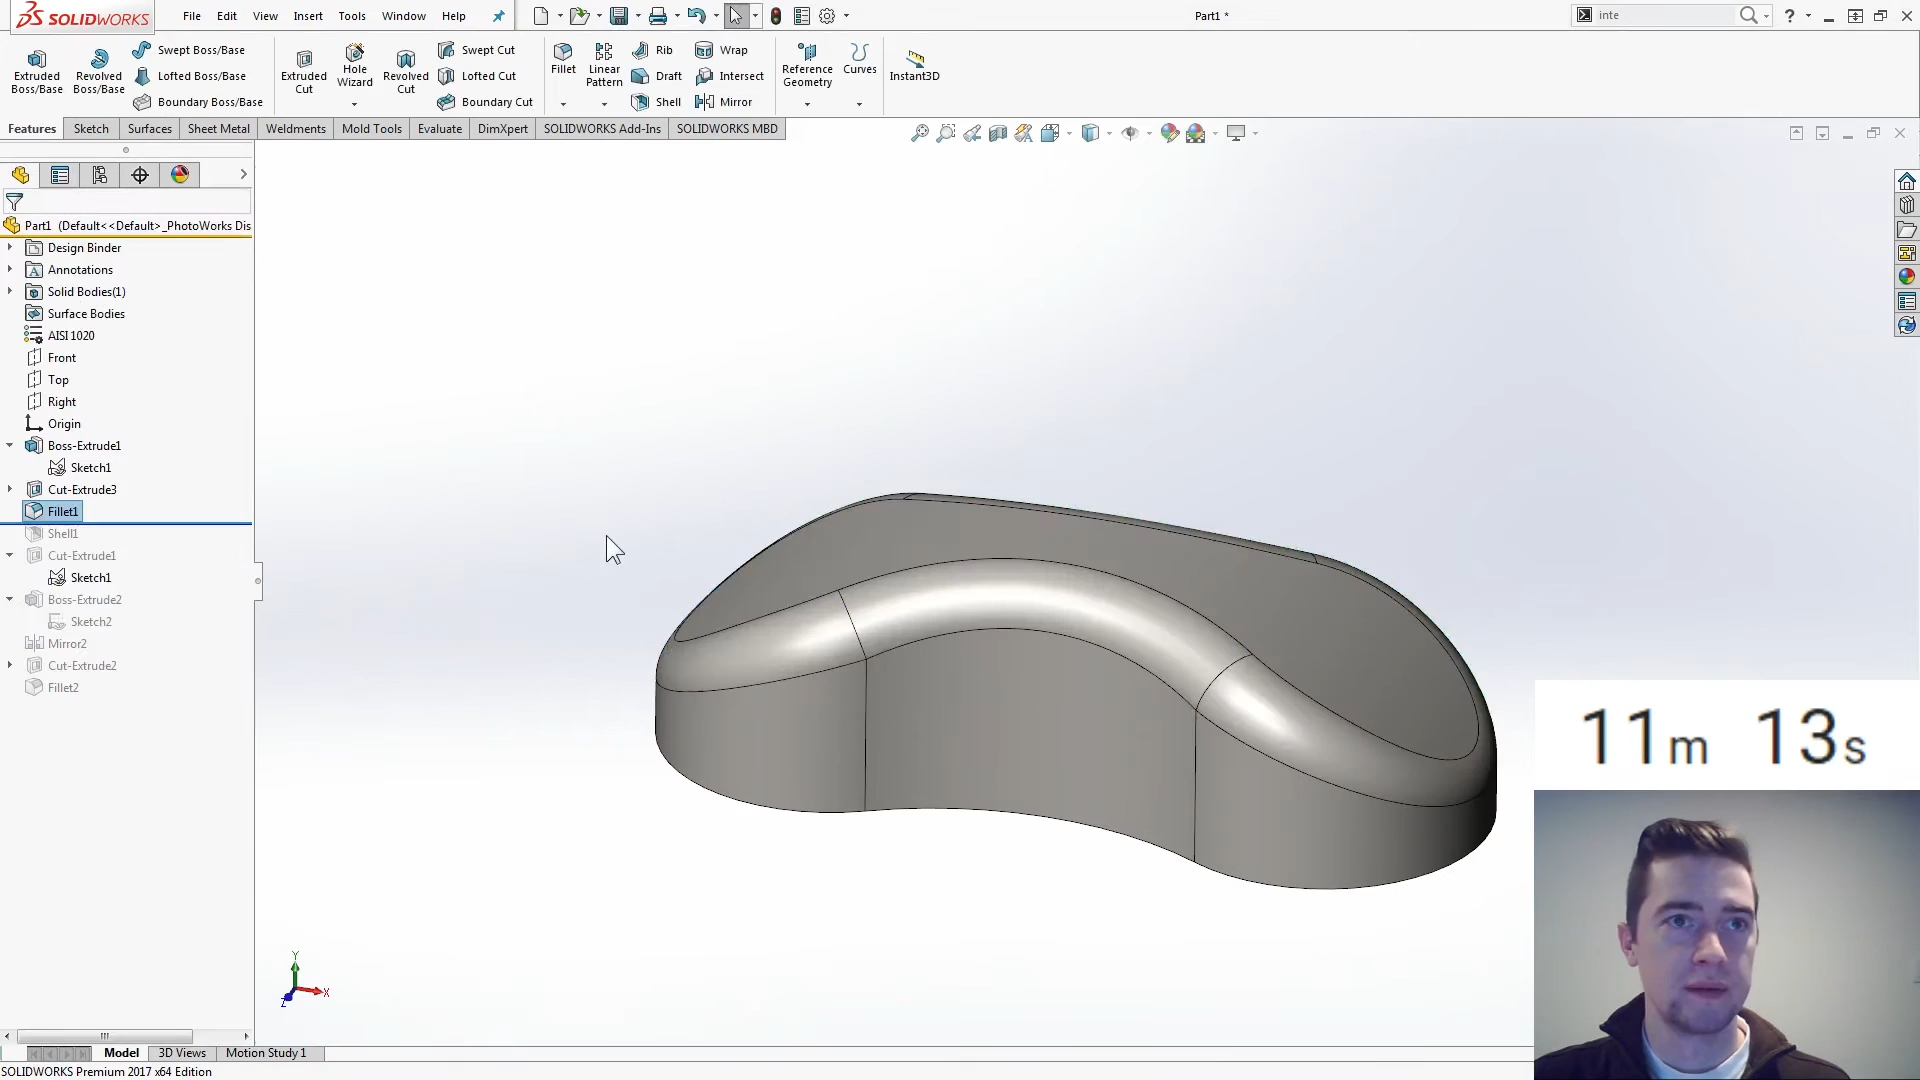 SOLIDWORKS
File Edit View Insert Tools Window Help
Part1 *
inte
Extruded Boss/Base
Revolved Boss/Base
Swept Boss/Base
Lofted Boss/Base
Boundary Boss/Base
Extruded Cut
Hole Wizard
Revolved Cut
Swept Cut
Lofted Cut
Boundary Cut
Fillet
Linear Pattern
Rib
Draft
Shell
Wrap
Intersect
Mirror
Reference Geometry
Curves
Instant3D
Features Sketch Surfaces Sheet Metal Weldments Mold Tools Evaluate DimXpert SOLIDWORKS Add-Ins SOLIDWORKS MBD
Part1 (Default<<Default>_PhotoWorks Dis
Design Binder
Annotations
Solid Bodies(1)
Surface Bodies
AISI 1020
Front
Top
Right
Origin
Boss-Extrude1
Sketch1
Cut-Extrude3
Fillet1
Shell1
Cut-Extrude1
Sketch1
Boss-Extrude2
Sketch2
Mirror2
Cut-Extrude2
Fillet2
11m 13s
Y
X
Z
Model 3D Views Motion Study 1
SOLIDWORKS Premium 2017 x64 Edition